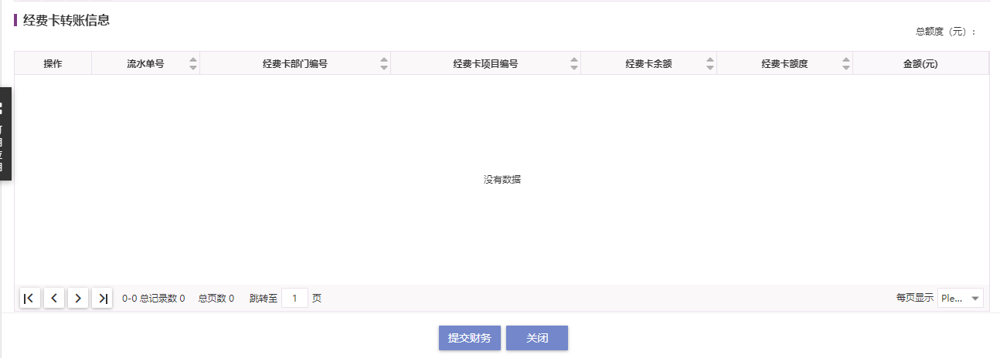 经费卡转账信息
总额度（元）：
操作 流水单号 经费卡部门编号 经费卡项目编号 经费卡余额 经费卡额度 金额(元)
没有数据
0-0 总记录数 0 总页数 0 跳转至 1 页 每页显示 Ple...
提交财务 关闭